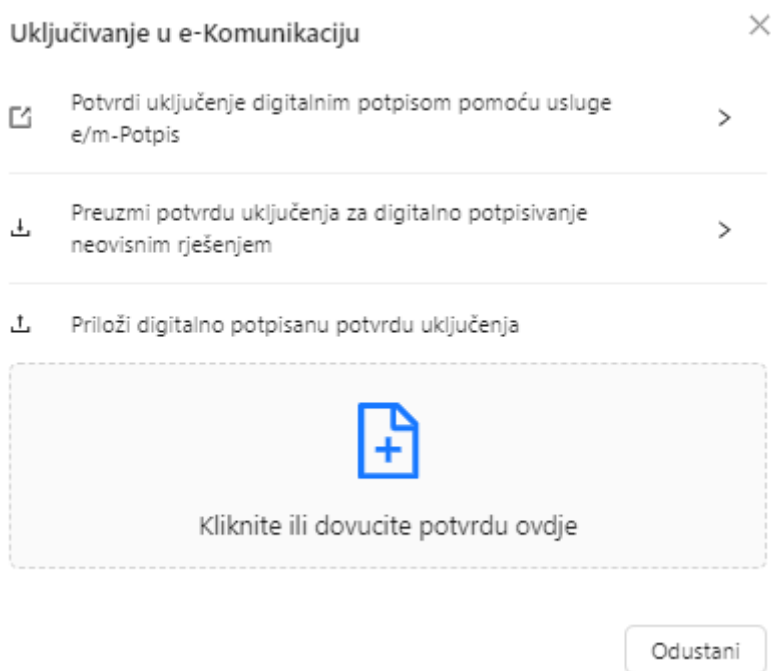 Uključivanje u e-Komunikaciju
Potvrdi uključenje digitalnim potpisom pomoću usluge
e/m-Potpis
Preuzmi potvrdu uključenja za digitalno potpisivanje
neovisnim rješenjem
Priloži digitalno potpisanu potvrdu uključenja
Kliknite ili dovucite potvrdu ovdje
Odustani